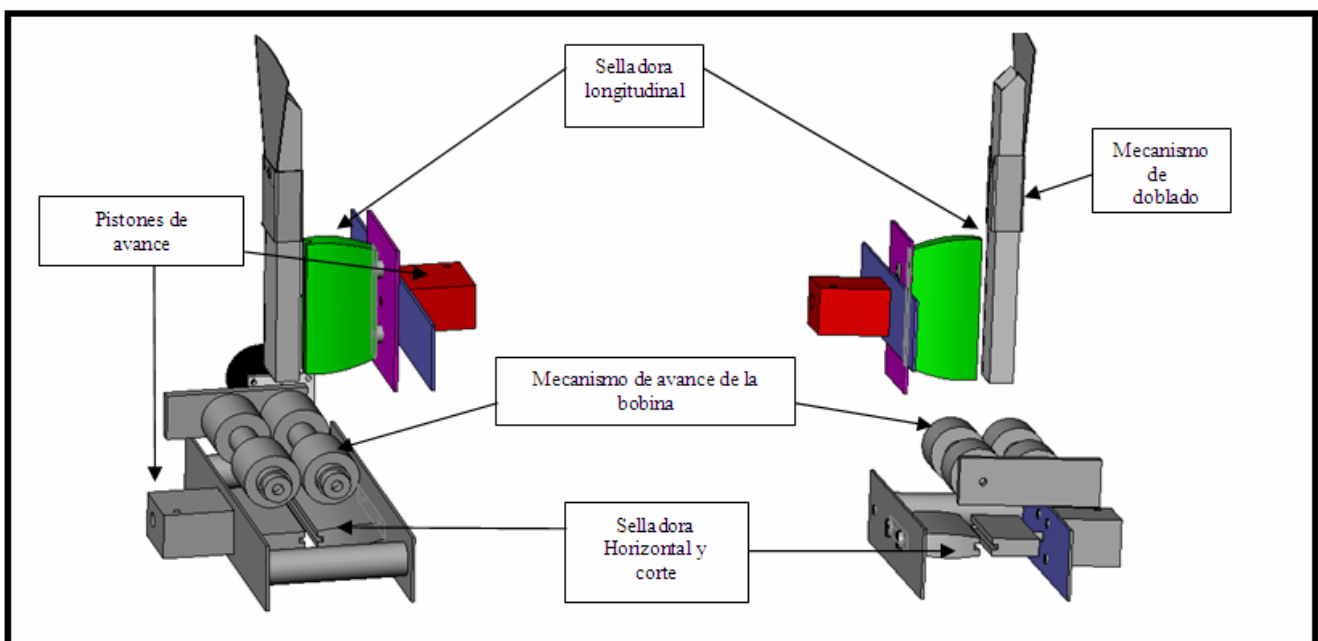 Selladora
longitudinal
Mecanismo
de
doblado
Pistones de
avance
Mecanismo de avance de la
bobina
Selladora
Horizontal y
corte